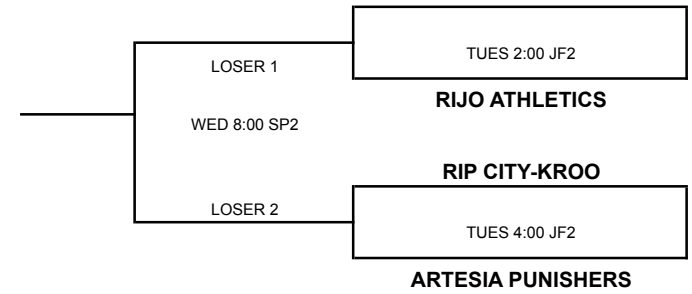 TUES 2:00 JF2
LOSER 1
RIJO ATHLETICS
WED 8:00 SP2
RIP CITY-KROO
LOSER 2
TUES 4:00 JF2
ARTESIA PUNISHERS